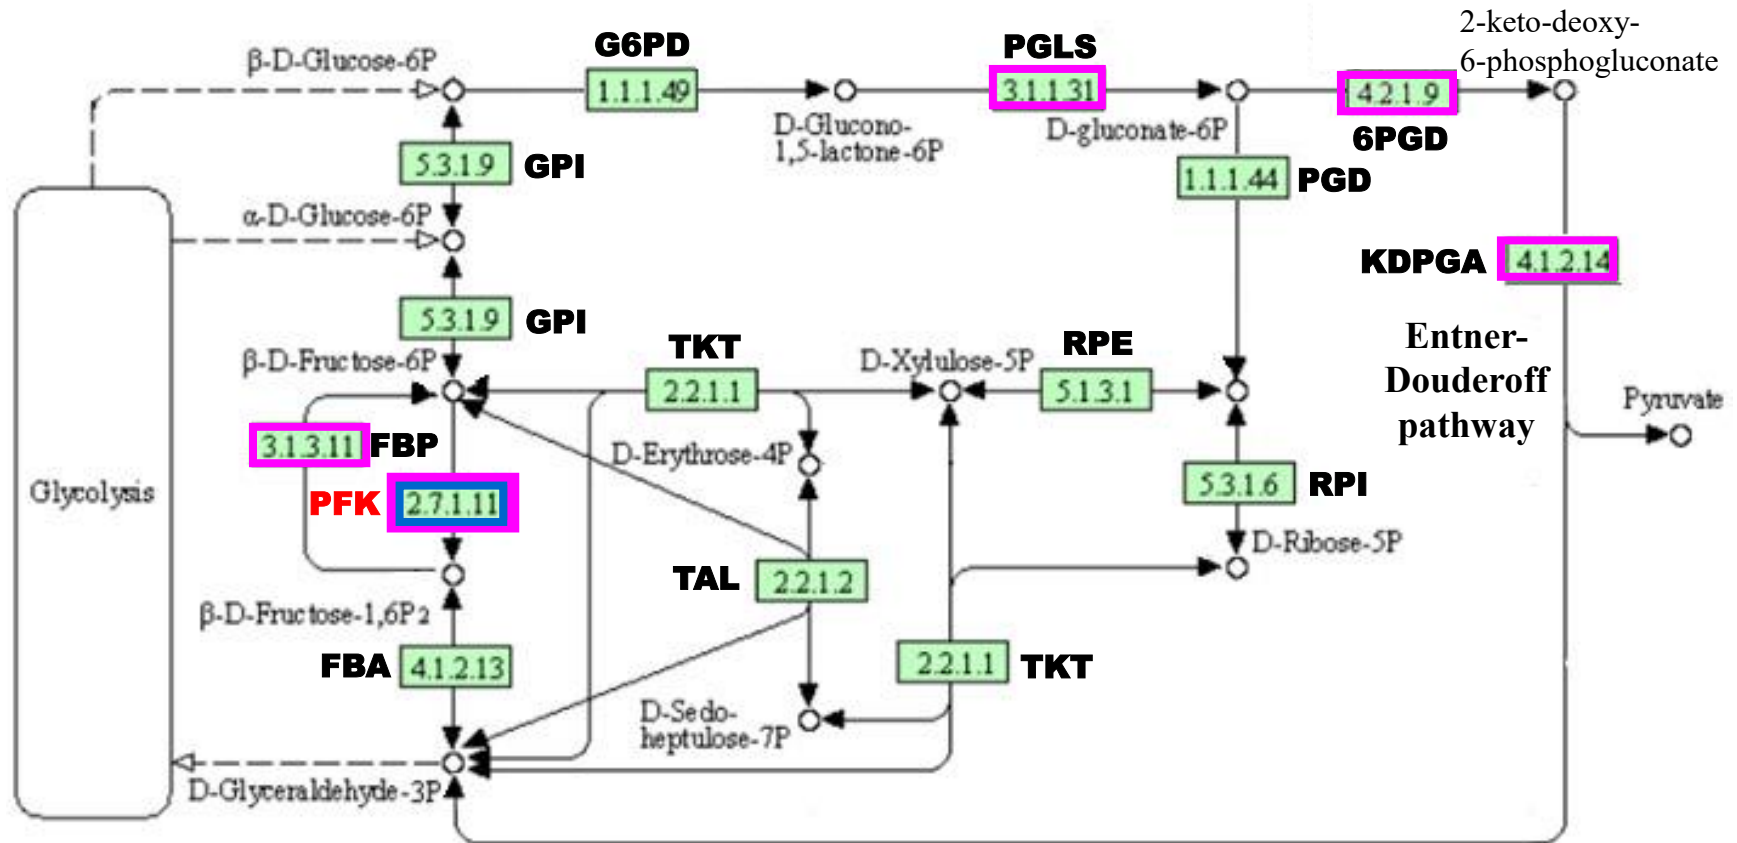 2-keto-deoxy-
6-phosphogluconate
G6PD
PGLS
β-D-Glucose-6P
1.1.1.49
3.1.1.31
4.2.1.9
D-Glucono-
1,5-lactone-6P
D-gluconate-6P
6PGD
5.3.1.9
GPI
1.1.1.44
PGD
α-D-Glucose-6P
KDPGA
4.1.2.14
5.3.1.9
GPI
Entner-
Douderoff
pathway
TKT
RPE
β-D-Fructose-6P
D-Xylulose-5P
2.2.1.1
5.1.3.1
Pyruvate
3.1.3.11
FBP
D-Erythrose-4P
Glycolysis
PFK
2.7.1.11
5.3.1.6
RPI
D-Ribose-5P
TAL
2.2.1.2
β-D-Fructose-1,6P2
FBA
4.1.2.13
2.2.1.1
TKT
D-Sedo-
heptulose-7P
D-Glyceraldehyde-3P